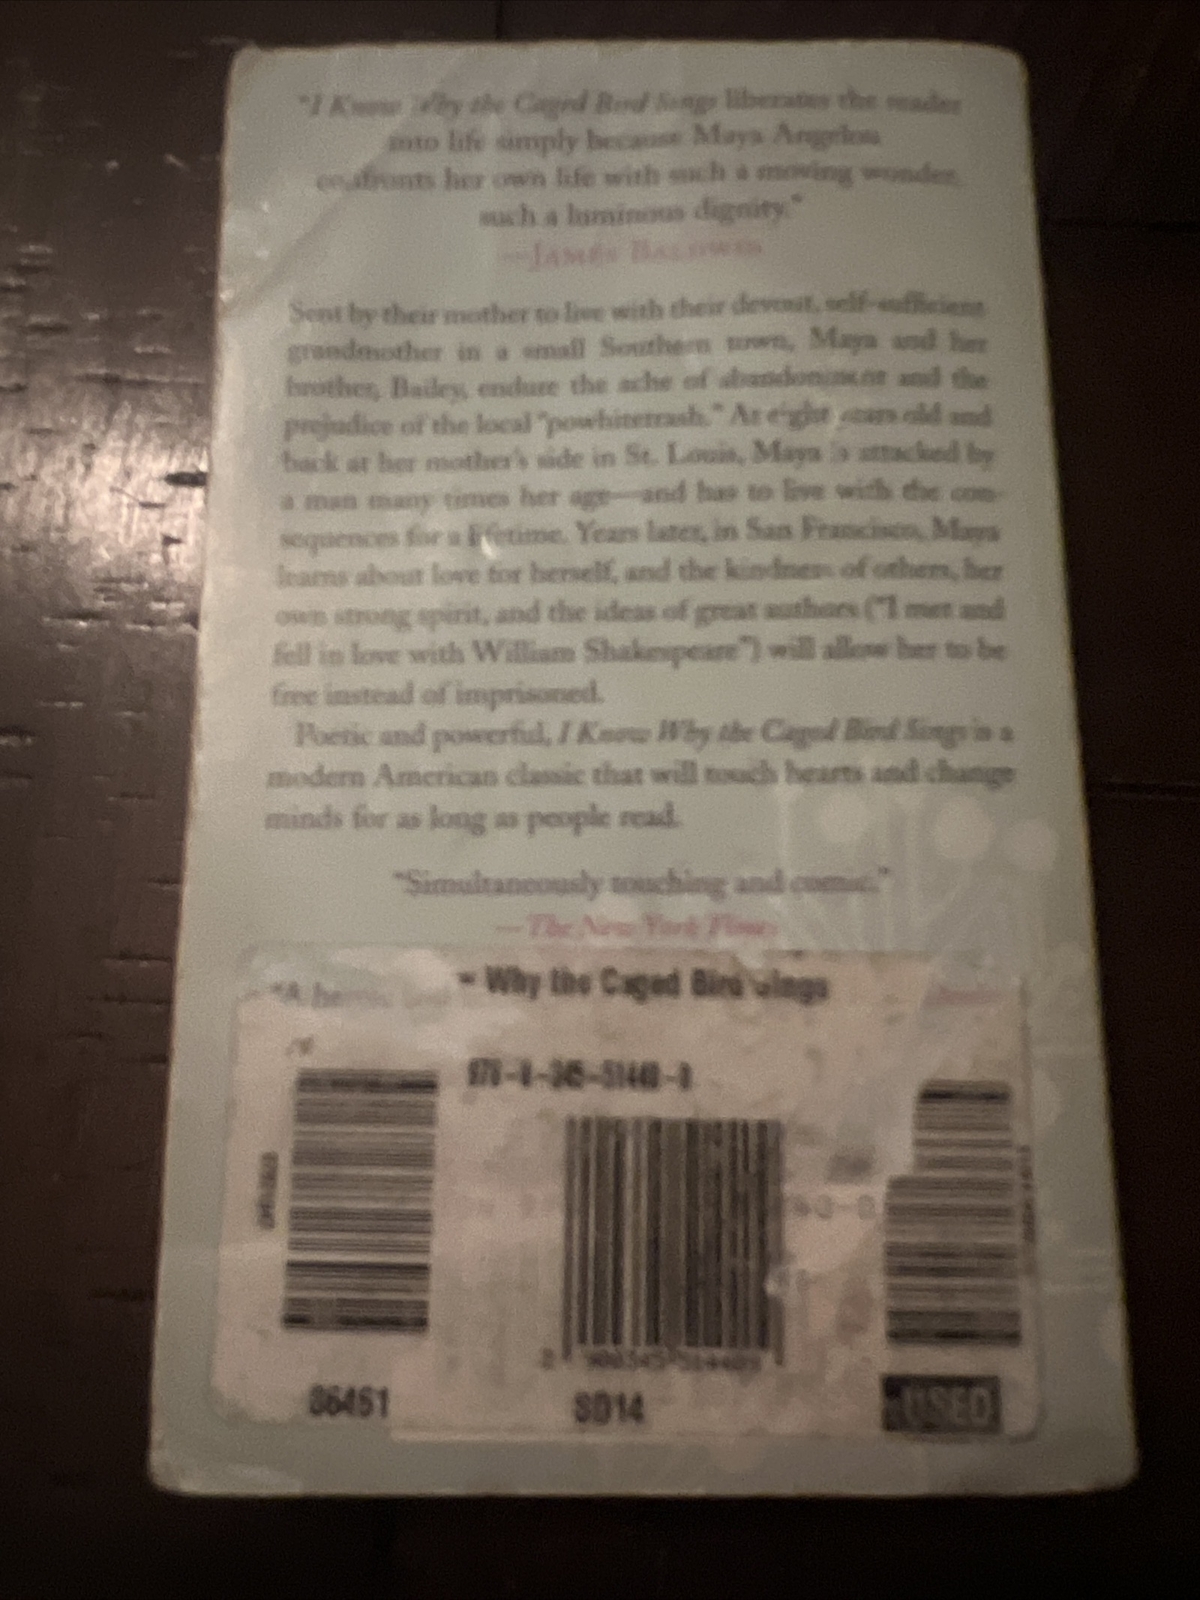 "I Know Why the Caged Bird Sings liberates the reader
into life simply because Maya Angelou
confronts her own life with such a moving wonder,
such a luminous dignity."
—JAMES BALDWIN
Sent by their mother to live with their devout, self-sufficient
grandmother in a small Southern town, Maya and her
brother, Bailey, endure the ache of abandonment and the
prejudice of the local "powhitetrash." At eight years old and
back at her mother's side in St. Louis, Maya is attacked by
a man many times her age—and has to live with the con-
sequences for a lifetime. Years later, in San Francisco, Maya
learns about love for herself, and the kindness of others, her
own strong spirit, and the ideas of great authors ("I met and
fell in love with William Shakespeare") will allow her to be
free instead of imprisoned.
Poetic and powerful, I Know Why the Caged Bird Sings is a
modern American classic that will touch hearts and change
minds for as long as people read.
"Simultaneously touching and comic."
—The New York Times
"A
Why the Caged Bird Sings
978-0-345-51440-0
86451
SD14
USED